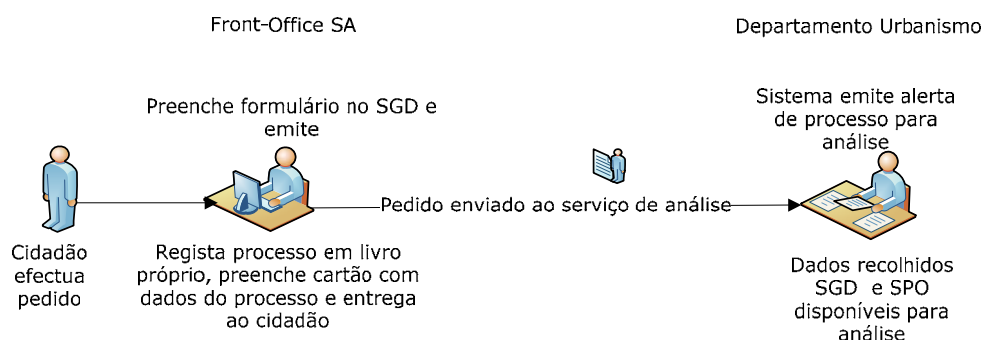 Front-Office SA
Departamento Urbanismo
Preenche formulário no SGD e
emite
Sistema emite alerta
de processo para
análise
Pedido enviado ao serviço de análise
Cidadão
efectua
pedido
Regista processo em livro
próprio, preenche cartão com
dados do processo e entrega
ao cidadão
Dados recolhidos
SGD  e SPO
disponíveis para
análise